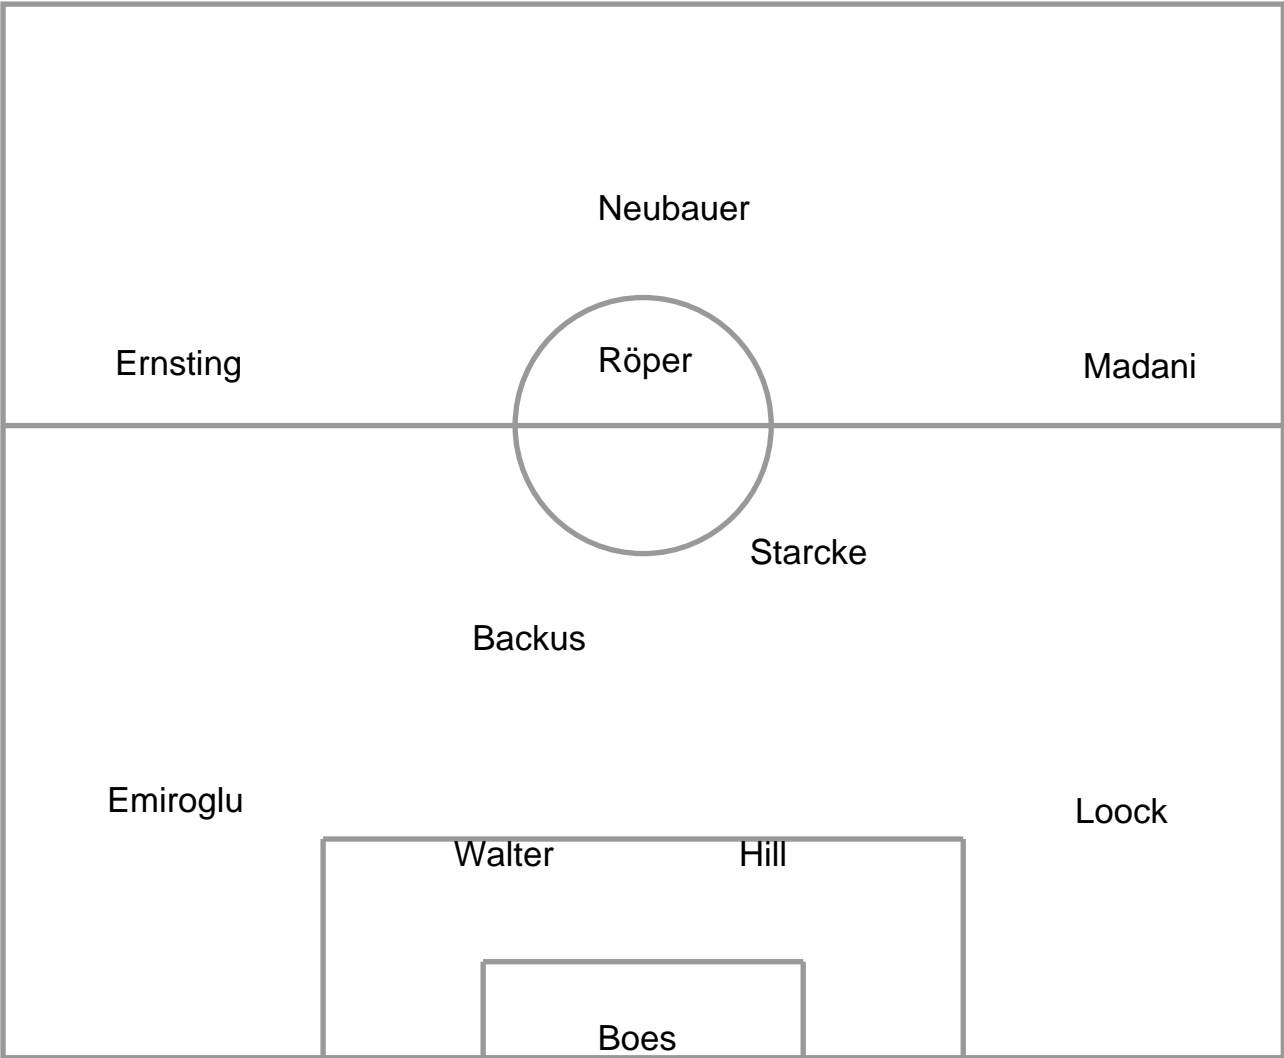 Neubauer
Ernsting
Röper
Madani
Starcke
Backus
Emiroglu
Loock
Walter
Hill
Boes